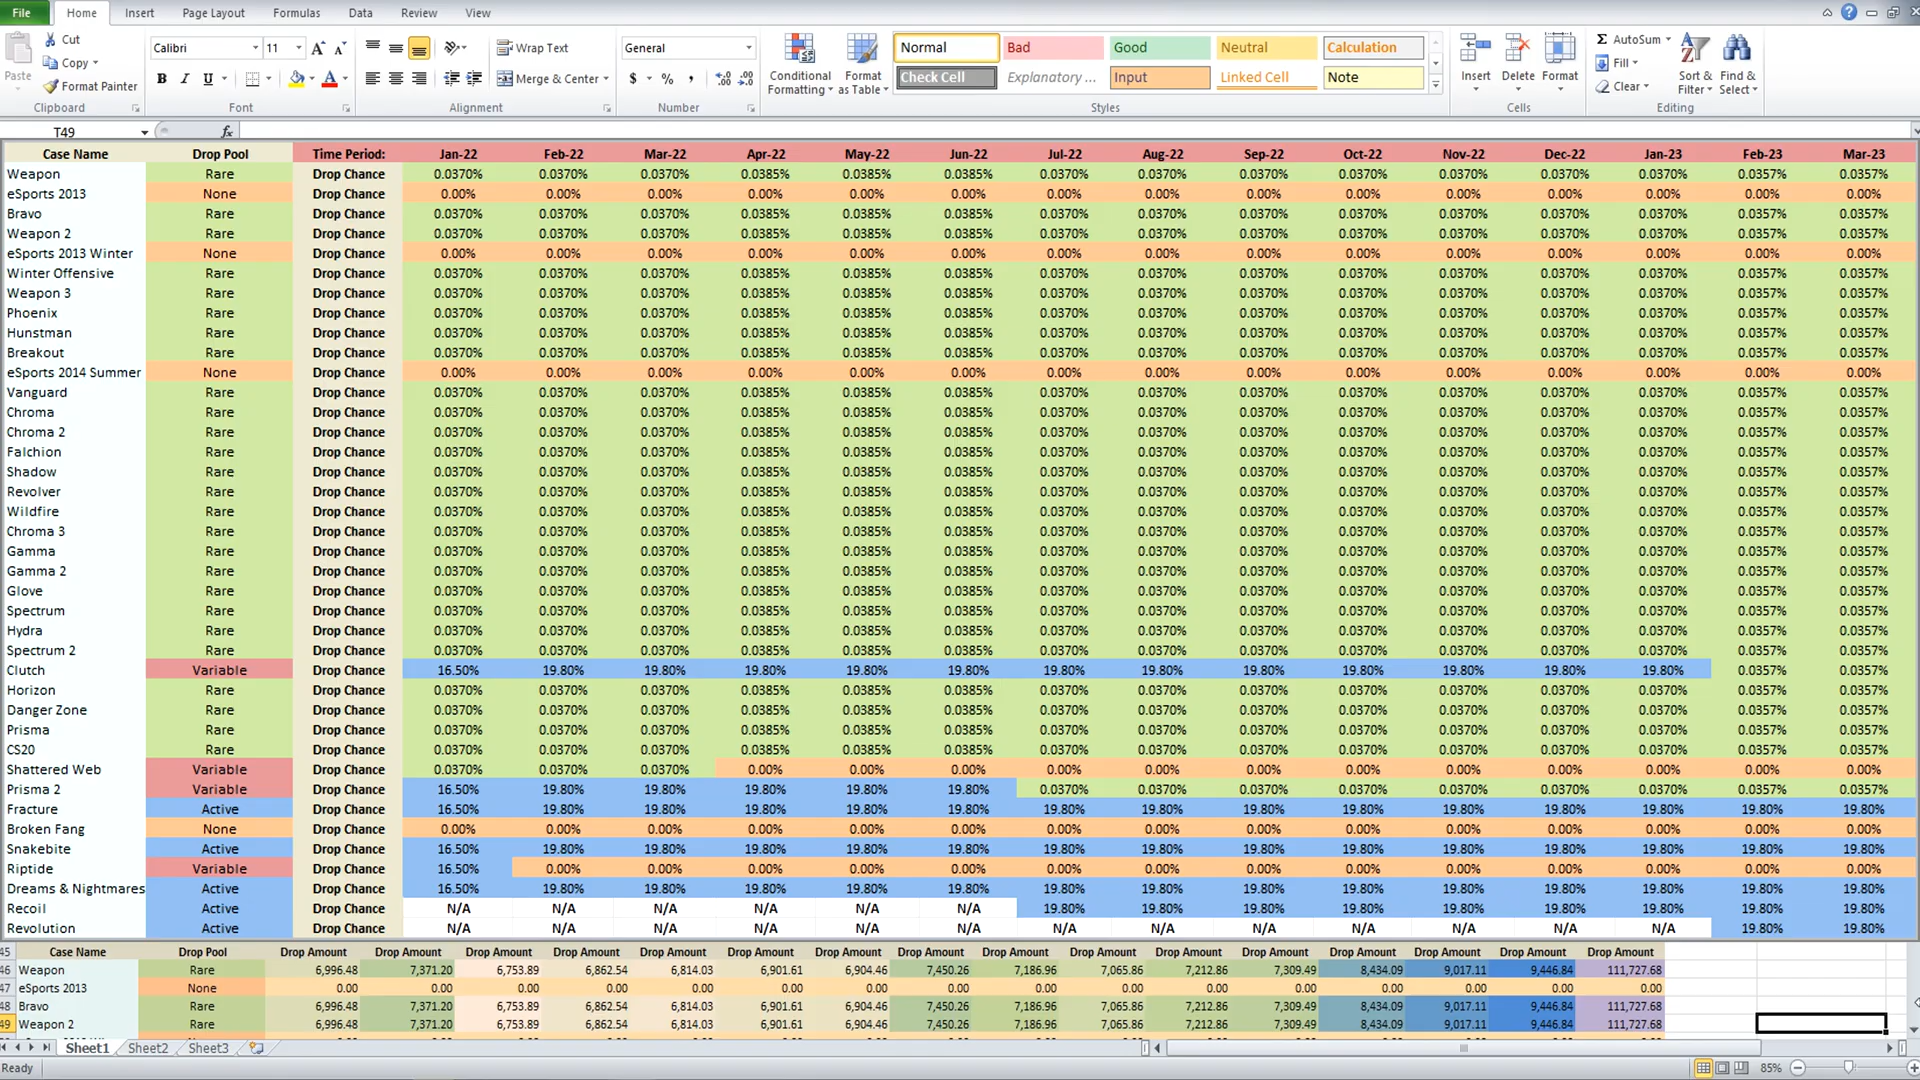 File Home Insert Page Layout Formulas Data Review View
Paste Cut Copy Format Painter Calibri 11 Wrap Text Merge & Center General Conditional Formatting Format as Table Normal Bad Good Neutral Calculation Check Cell Explanatory ... Input Linked Cell Note Insert Delete Format AutoSum Fill Clear Sort & Filter Find & Select
Clipboard Font Alignment Number Styles Cells Editing
T49 fx
Case Name Drop Pool Time Period: Jan-22 Feb-22 Mar-22 Apr-22 May-22 Jun-22 Jul-22 Aug-22 Sep-22 Oct-22 Nov-22 Dec-22 Jan-23 Feb-23 Mar-23
Weapon Rare Drop Chance 0.0370% 0.0370% 0.0370% 0.0385% 0.0385% 0.0385% 0.0370% 0.0370% 0.0370% 0.0370% 0.0370% 0.0370% 0.0370% 0.0357% 0.0357%
eSports 2013 None Drop Chance 0.00% 0.00% 0.00% 0.00% 0.00% 0.00% 0.00% 0.00% 0.00% 0.00% 0.00% 0.00% 0.00% 0.00% 0.00%
Bravo Rare Drop Chance 0.0370% 0.0370% 0.0370% 0.0385% 0.0385% 0.0385% 0.0370% 0.0370% 0.0370% 0.0370% 0.0370% 0.0370% 0.0370% 0.0357% 0.0357%
Weapon 2 Rare Drop Chance 0.0370% 0.0370% 0.0370% 0.0385% 0.0385% 0.0385% 0.0370% 0.0370% 0.0370% 0.0370% 0.0370% 0.0370% 0.0370% 0.0357% 0.0357%
eSports 2013 Winter None Drop Chance 0.00% 0.00% 0.00% 0.00% 0.00% 0.00% 0.00% 0.00% 0.00% 0.00% 0.00% 0.00% 0.00% 0.00% 0.00%
Winter Offensive Rare Drop Chance 0.0370% 0.0370% 0.0370% 0.0385% 0.0385% 0.0385% 0.0370% 0.0370% 0.0370% 0.0370% 0.0370% 0.0370% 0.0370% 0.0357% 0.0357%
Weapon 3 Rare Drop Chance 0.0370% 0.0370% 0.0370% 0.0385% 0.0385% 0.0385% 0.0370% 0.0370% 0.0370% 0.0370% 0.0370% 0.0370% 0.0370% 0.0357% 0.0357%
Phoenix Rare Drop Chance 0.0370% 0.0370% 0.0370% 0.0385% 0.0385% 0.0385% 0.0370% 0.0370% 0.0370% 0.0370% 0.0370% 0.0370% 0.0370% 0.0357% 0.0357%
Hunstman Rare Drop Chance 0.0370% 0.0370% 0.0370% 0.0385% 0.0385% 0.0385% 0.0370% 0.0370% 0.0370% 0.0370% 0.0370% 0.0370% 0.0370% 0.0357% 0.0357%
Breakout Rare Drop Chance 0.0370% 0.0370% 0.0370% 0.0385% 0.0385% 0.0385% 0.0370% 0.0370% 0.0370% 0.0370% 0.0370% 0.0370% 0.0370% 0.0357% 0.0357%
eSports 2014 Summer None Drop Chance 0.00% 0.00% 0.00% 0.00% 0.00% 0.00% 0.00% 0.00% 0.00% 0.00% 0.00% 0.00% 0.00% 0.00% 0.00%
Vanguard Rare Drop Chance 0.0370% 0.0370% 0.0370% 0.0385% 0.0385% 0.0385% 0.0370% 0.0370% 0.0370% 0.0370% 0.0370% 0.0370% 0.0370% 0.0357% 0.0357%
Chroma Rare Drop Chance 0.0370% 0.0370% 0.0370% 0.0385% 0.0385% 0.0385% 0.0370% 0.0370% 0.0370% 0.0370% 0.0370% 0.0370% 0.0370% 0.0357% 0.0357%
Chroma 2 Rare Drop Chance 0.0370% 0.0370% 0.0370% 0.0385% 0.0385% 0.0385% 0.0370% 0.0370% 0.0370% 0.0370% 0.0370% 0.0370% 0.0370% 0.0357% 0.0357%
Falchion Rare Drop Chance 0.0370% 0.0370% 0.0370% 0.0385% 0.0385% 0.0385% 0.0370% 0.0370% 0.0370% 0.0370% 0.0370% 0.0370% 0.0370% 0.0357% 0.0357%
Shadow Rare Drop Chance 0.0370% 0.0370% 0.0370% 0.0385% 0.0385% 0.0385% 0.0370% 0.0370% 0.0370% 0.0370% 0.0370% 0.0370% 0.0370% 0.0357% 0.0357%
Revolver Rare Drop Chance 0.0370% 0.0370% 0.0370% 0.0385% 0.0385% 0.0385% 0.0370% 0.0370% 0.0370% 0.0370% 0.0370% 0.0370% 0.0370% 0.0357% 0.0357%
Wildfire Rare Drop Chance 0.0370% 0.0370% 0.0370% 0.0385% 0.0385% 0.0385% 0.0370% 0.0370% 0.0370% 0.0370% 0.0370% 0.0370% 0.0370% 0.0357% 0.0357%
Chroma 3 Rare Drop Chance 0.0370% 0.0370% 0.0370% 0.0385% 0.0385% 0.0385% 0.0370% 0.0370% 0.0370% 0.0370% 0.0370% 0.0370% 0.0370% 0.0357% 0.0357%
Gamma Rare Drop Chance 0.0370% 0.0370% 0.0370% 0.0385% 0.0385% 0.0385% 0.0370% 0.0370% 0.0370% 0.0370% 0.0370% 0.0370% 0.0370% 0.0357% 0.0357%
Gamma 2 Rare Drop Chance 0.0370% 0.0370% 0.0370% 0.0385% 0.0385% 0.0385% 0.0370% 0.0370% 0.0370% 0.0370% 0.0370% 0.0370% 0.0370% 0.0357% 0.0357%
Glove Rare Drop Chance 0.0370% 0.0370% 0.0370% 0.0385% 0.0385% 0.0385% 0.0370% 0.0370% 0.0370% 0.0370% 0.0370% 0.0370% 0.0370% 0.0357% 0.0357%
Spectrum Rare Drop Chance 0.0370% 0.0370% 0.0370% 0.0385% 0.0385% 0.0385% 0.0370% 0.0370% 0.0370% 0.0370% 0.0370% 0.0370% 0.0370% 0.0357% 0.0357%
Hydra Rare Drop Chance 0.0370% 0.0370% 0.0370% 0.0385% 0.0385% 0.0385% 0.0370% 0.0370% 0.0370% 0.0370% 0.0370% 0.0370% 0.0370% 0.0357% 0.0357%
Spectrum 2 Rare Drop Chance 0.0370% 0.0370% 0.0370% 0.0385% 0.0385% 0.0385% 0.0370% 0.0370% 0.0370% 0.0370% 0.0370% 0.0370% 0.0370% 0.0357% 0.0357%
Clutch Variable Drop Chance 16.50% 19.80% 19.80% 19.80% 19.80% 19.80% 19.80% 19.80% 19.80% 19.80% 19.80% 19.80% 19.80% 0.0357% 0.0357%
Horizon Rare Drop Chance 0.0370% 0.0370% 0.0370% 0.0385% 0.0385% 0.0385% 0.0370% 0.0370% 0.0370% 0.0370% 0.0370% 0.0370% 0.0370% 0.0357% 0.0357%
Danger Zone Rare Drop Chance 0.0370% 0.0370% 0.0370% 0.0385% 0.0385% 0.0385% 0.0370% 0.0370% 0.0370% 0.0370% 0.0370% 0.0370% 0.0370% 0.0357% 0.0357%
Prisma Rare Drop Chance 0.0370% 0.0370% 0.0370% 0.0385% 0.0385% 0.0385% 0.0370% 0.0370% 0.0370% 0.0370% 0.0370% 0.0370% 0.0370% 0.0357% 0.0357%
CS20 Rare Drop Chance 0.0370% 0.0370% 0.0370% 0.0385% 0.0385% 0.0385% 0.0370% 0.0370% 0.0370% 0.0370% 0.0370% 0.0370% 0.0370% 0.0357% 0.0357%
Shattered Web Variable Drop Chance 0.0370% 0.0370% 0.0370% 0.00% 0.00% 0.00% 0.00% 0.00% 0.00% 0.00% 0.00% 0.00% 0.00% 0.00% 0.00%
Prisma 2 Variable Drop Chance 16.50% 19.80% 19.80% 19.80% 19.80% 19.80% 0.0370% 0.0370% 0.0370% 0.0370% 0.0370% 0.0370% 0.0370% 0.0357% 0.0357%
Fracture Active Drop Chance 16.50% 19.80% 19.80% 19.80% 19.80% 19.80% 19.80% 19.80% 19.80% 19.80% 19.80% 19.80% 19.80% 19.80% 19.80%
Broken Fang None Drop Chance 0.00% 0.00% 0.00% 0.00% 0.00% 0.00% 0.00% 0.00% 0.00% 0.00% 0.00% 0.00% 0.00% 0.00% 0.00%
Snakebite Active Drop Chance 16.50% 19.80% 19.80% 19.80% 19.80% 19.80% 19.80% 19.80% 19.80% 19.80% 19.80% 19.80% 19.80% 19.80% 19.80%
Riptide Variable Drop Chance 16.50% 0.00% 0.00% 0.00% 0.00% 0.00% 0.00% 0.00% 0.00% 0.00% 0.00% 0.00% 0.00% 0.00% 0.00%
Dreams & Nightmares Active Drop Chance 16.50% 19.80% 19.80% 19.80% 19.80% 19.80% 19.80% 19.80% 19.80% 19.80% 19.80% 19.80% 19.80% 19.80% 19.80%
Recoil Active Drop Chance N/A N/A N/A N/A N/A N/A 19.80% 19.80% 19.80% 19.80% 19.80% 19.80% 19.80% 19.80% 19.80%
Revolution Active Drop Chance N/A N/A N/A N/A N/A N/A N/A N/A N/A N/A N/A N/A N/A 19.80% 19.80%
45 Case Name Drop Pool Drop Amount Drop Amount Drop Amount Drop Amount Drop Amount Drop Amount Drop Amount Drop Amount Drop Amount Drop Amount Drop Amount Drop Amount Drop Amount Drop Amount Drop Amount Drop Amount
46 Weapon Rare 6,996.48 7,371.20 6,753.89 6,862.54 6,814.03 6,901.61 6,904.46 7,450.26 7,186.96 7,065.86 7,212.86 7,309.49 8,434.09 9,017.11 9,446.84 111,727.68
47 eSports 2013 None 0.00 0.00 0.00 0.00 0.00 0.00 0.00 0.00 0.00 0.00 0.00 0.00 0.00 0.00 0.00 0.00
48 Bravo Rare 6,996.48 7,371.20 6,753.89 6,862.54 6,814.03 6,901.61 6,904.46 7,450.26 7,186.96 7,065.86 7,212.86 7,309.49 8,434.09 9,017.11 9,446.84 111,727.68
49 Weapon 2 Rare 6,996.48 7,371.20 6,753.89 6,862.54 6,814.03 6,901.61 6,904.46 7,450.26 7,186.96 7,065.86 7,212.86 7,309.49 8,434.09 9,017.11 9,446.84 111,727.68
Sheet1 Sheet2 Sheet3
Ready 85%